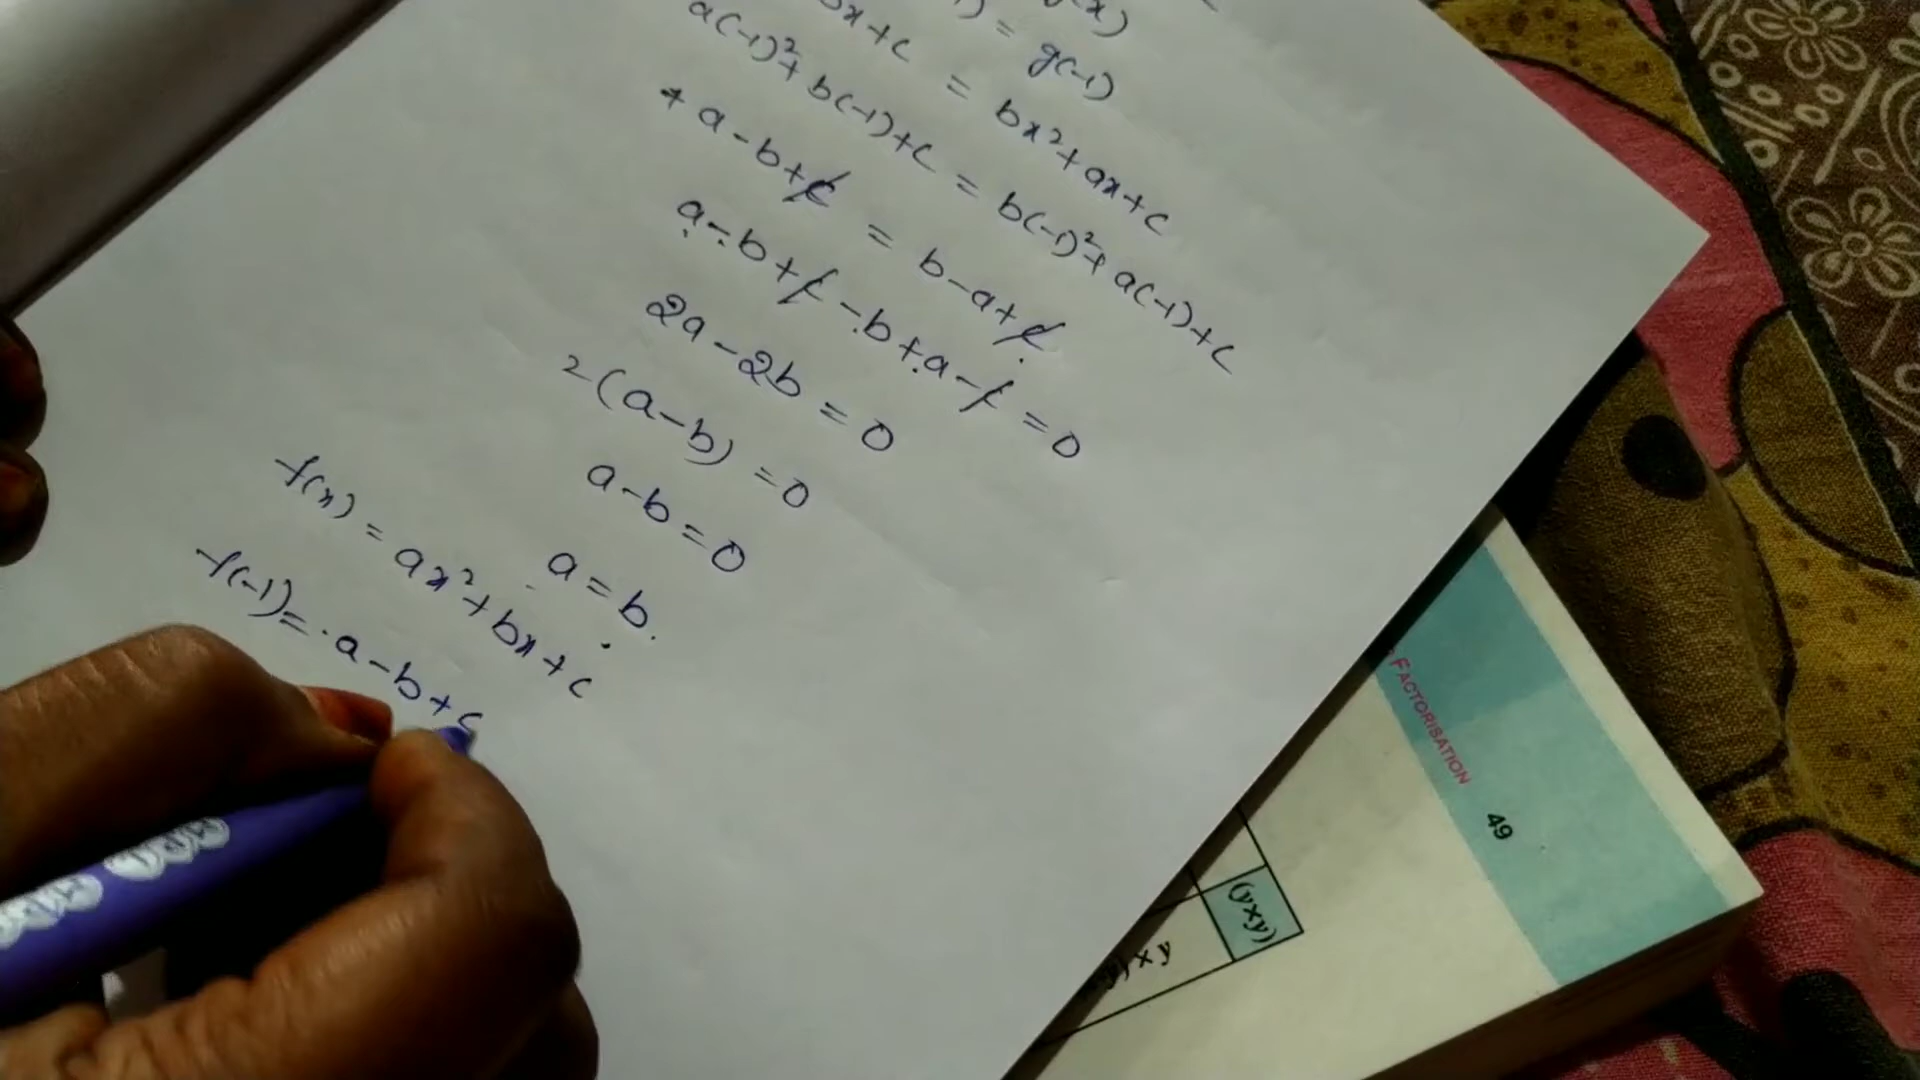 = g(-1)
x+c = bx²+ax+c
a(-1)²+b(-1)+c = b(-1)²+a(-1)+c
a-b+c = b-a+c
a-b+c-b+a-c = 0
2a-2b = 0
2(a-b) = 0
a-b = 0
a = b.
f(x) = ax²+bx+c
f(-1) = a-b+c
FACTORISATION
49
(y×y)
) × y